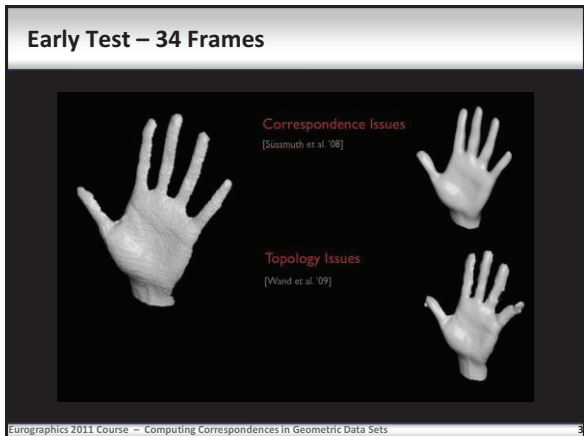 Early Test – 34 Frames
Correspondence Issues
[Süssmuth et al. '08]
Topology Issues
[Wand et al. '09]
Eurographics 2011 Course – Computing Correspondences in Geometric Data Sets 3